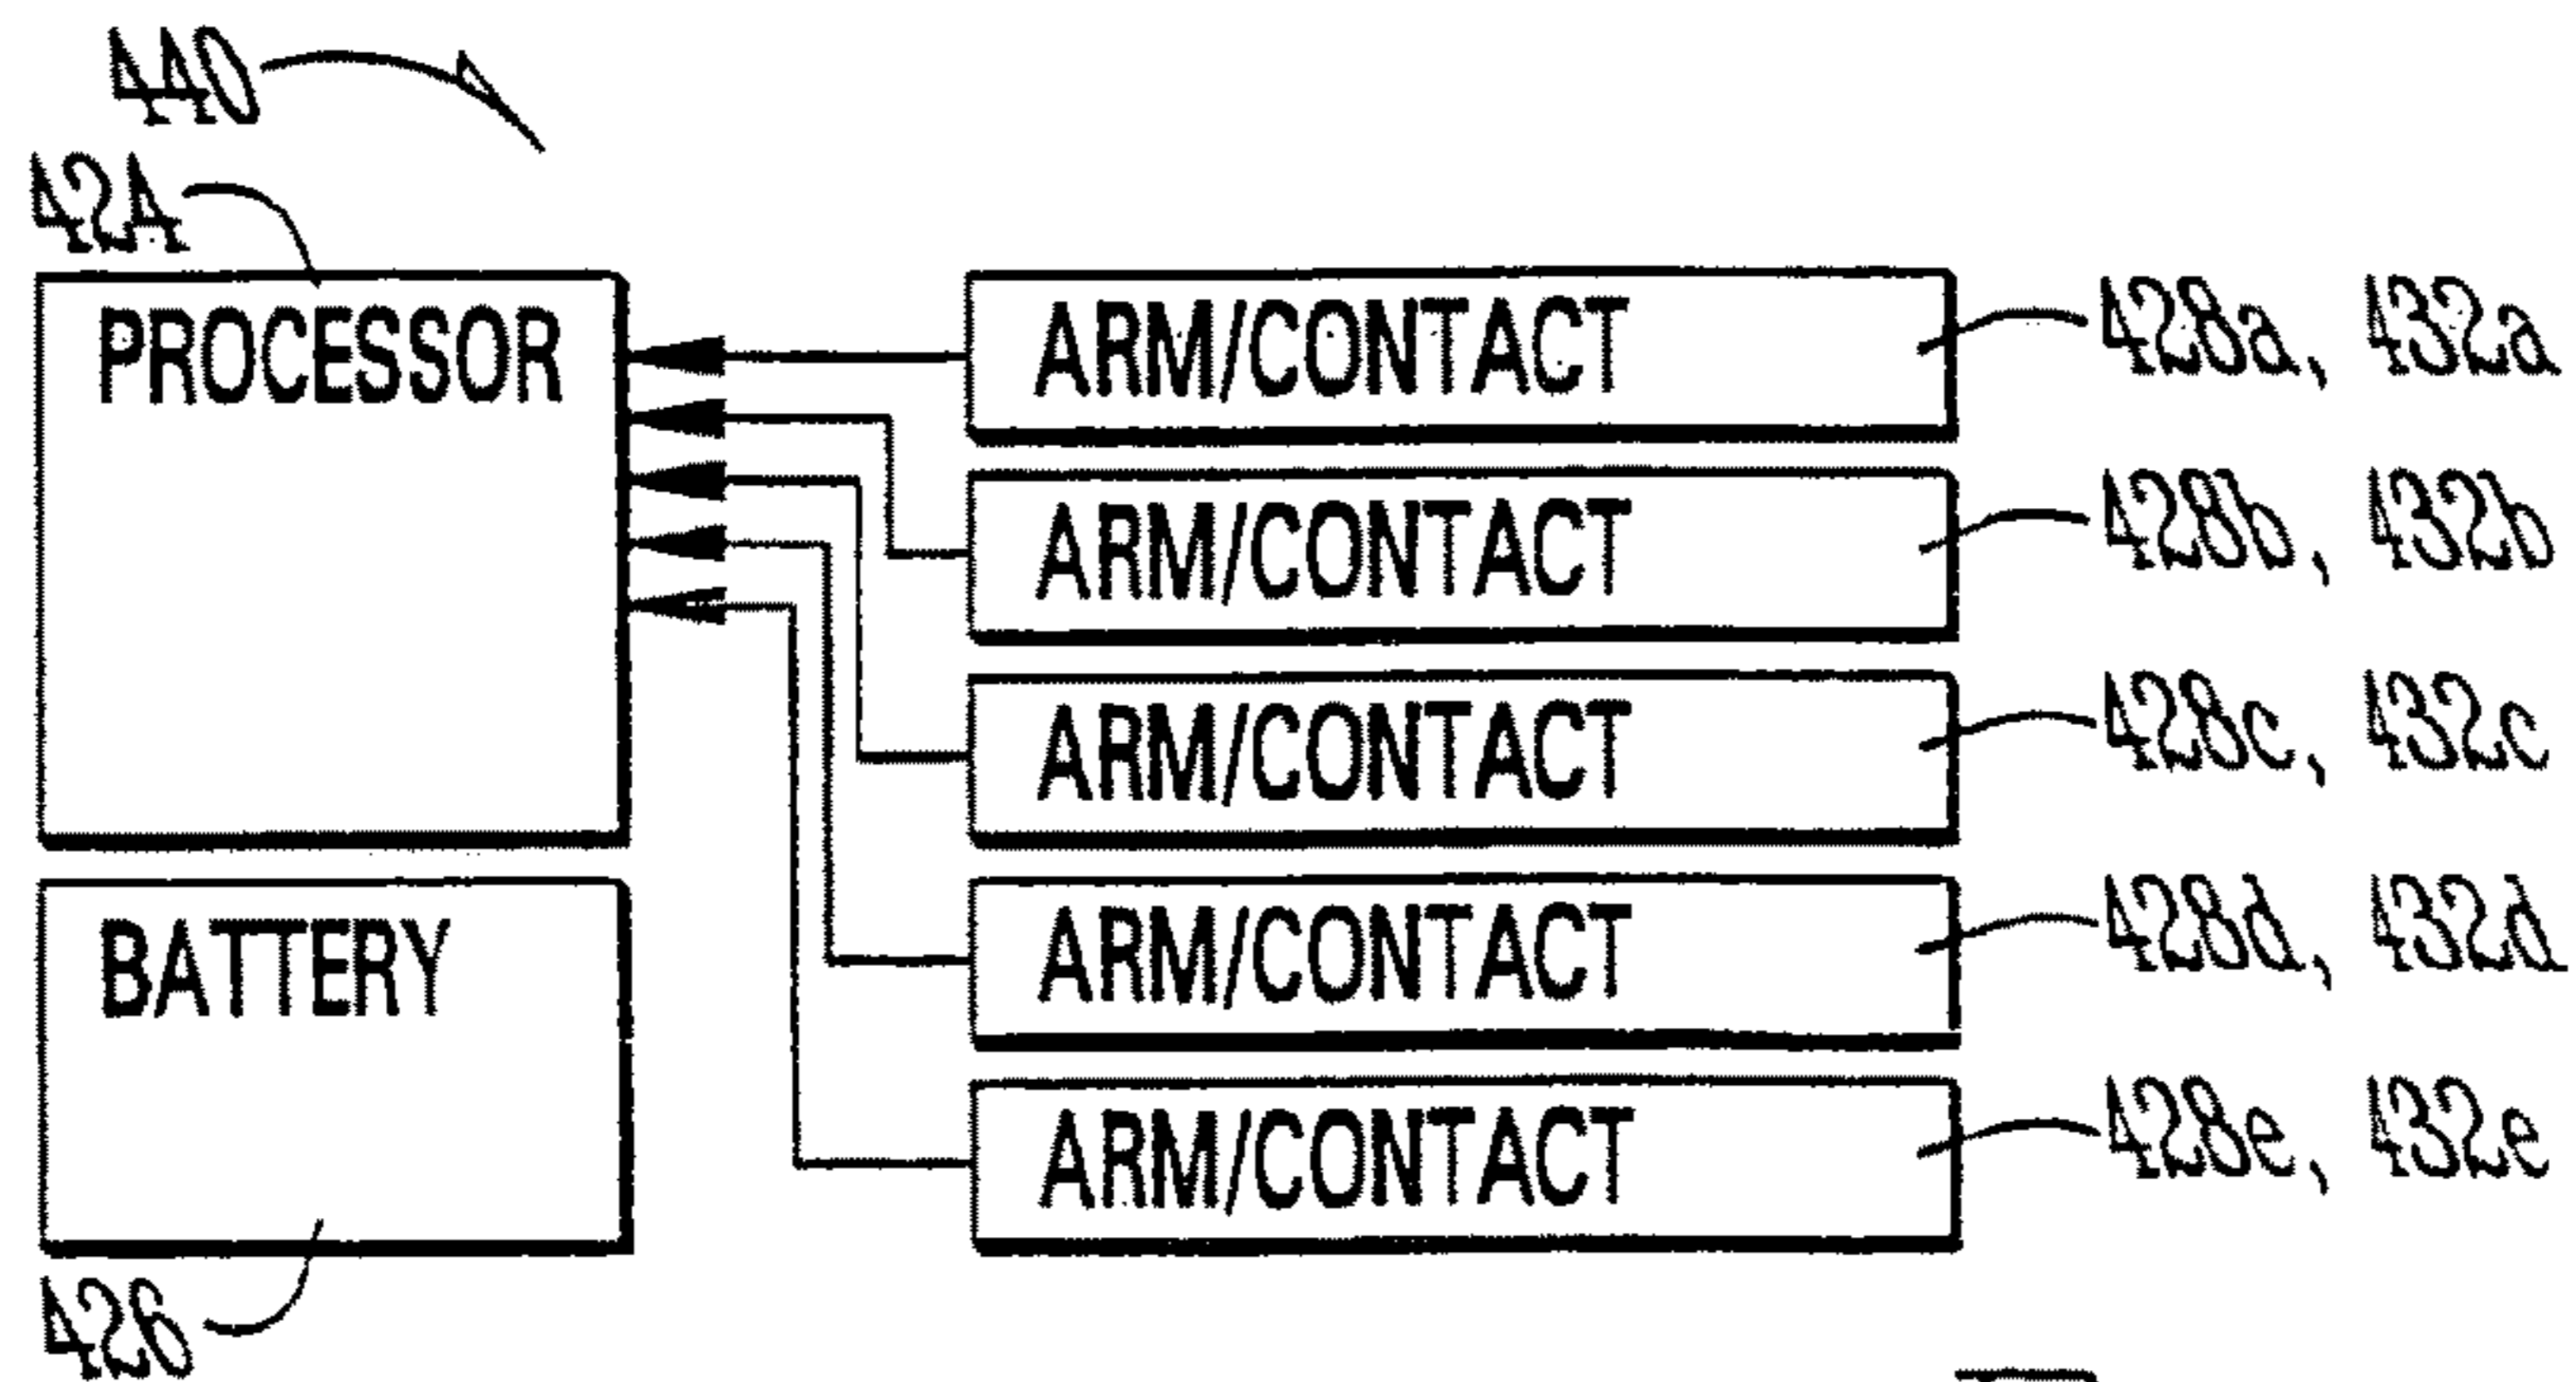 440
424
PROCESSOR
ARM/CONTACT
428a, 432a
ARM/CONTACT
428b, 432b
ARM/CONTACT
428c, 432c
BATTERY
ARM/CONTACT
428d, 432d
ARM/CONTACT
428e, 432e
426